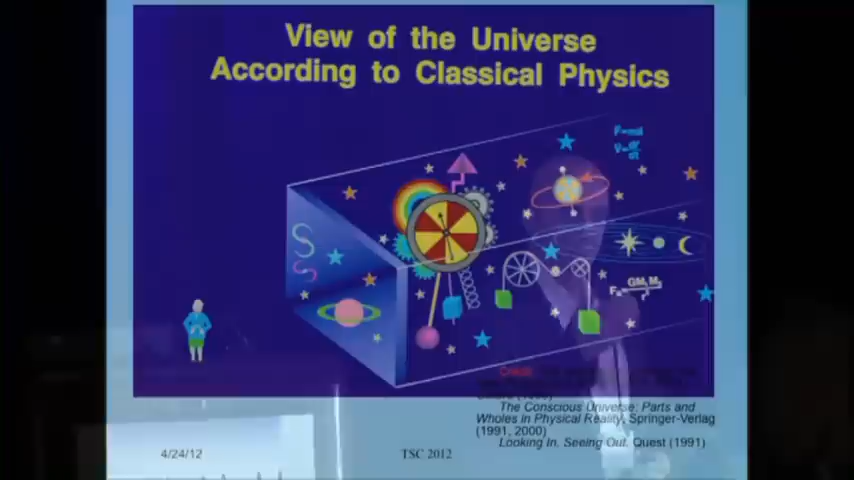 View of the Universe
According to Classical Physics
F=ma
GM₁M₂
The Conscious Universe: Parts and
Wholes in Physical Reality, Springer-Verlag
(1991, 2000)
Looking In, Seeing Out, Quest (1991)
4/24/12
TSC 2012